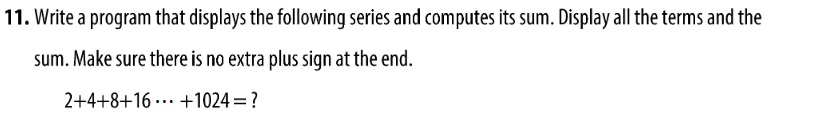 11. Write a program that displays the following series and computes its sum. Display all the terms and the
sum. Make sure there is no extra plus sign at the end.
2+4+8+16 ··· +1024 = ?